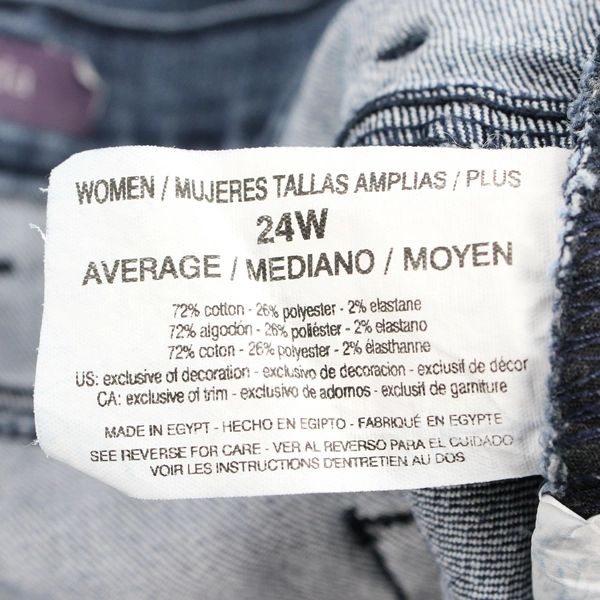 WOMEN / MUJERES TALLAS AMPLIAS / PLUS
24W
AVERAGE / MEDIANO / MOYEN
72% cotton - 26% polyester - 2% elastane
72% algodón - 26% poliéster - 2% elastano
72% coton - 26% polyester - 2% élasthanne
US: exclusive of decoration - exclusivo de decoracion - exclusif de décor
CA: exclusive of trim - exclusivo de adornos - exclusif de garniture
MADE IN EGYPT - HECHO EN EGIPTO - FABRIQUÉ EN EGYPTE
SEE REVERSE FOR CARE - VER AL REVERSO PARA EL CUIDADO
VOIR LES INSTRUCTIONS D'ENTRETIEN AU DOS